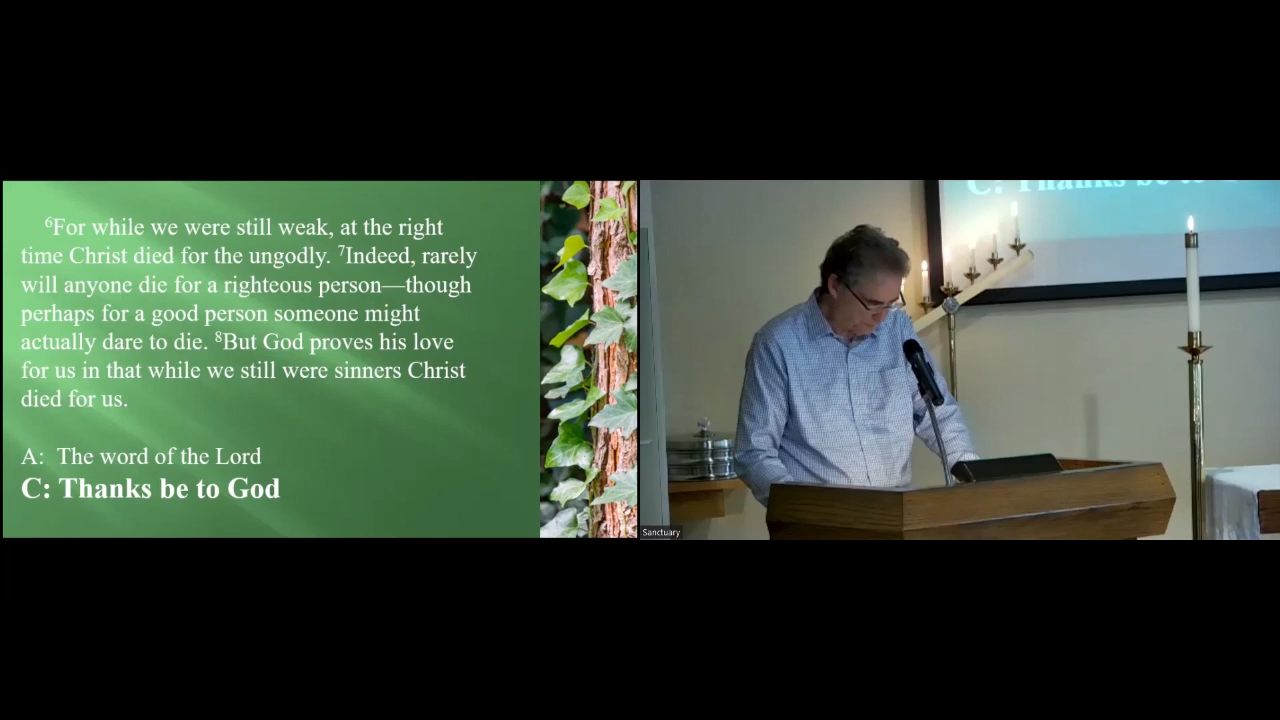 ⁶For while we were still weak, at the right
time Christ died for the ungodly. ⁷Indeed, rarely
will anyone die for a righteous person—though
perhaps for a good person someone might
actually dare to die. ⁸But God proves his love
for us in that while we still were sinners Christ
died for us.
A: The word of the Lord
C: Thanks be to God
C: Thanks be to
Sanctuary